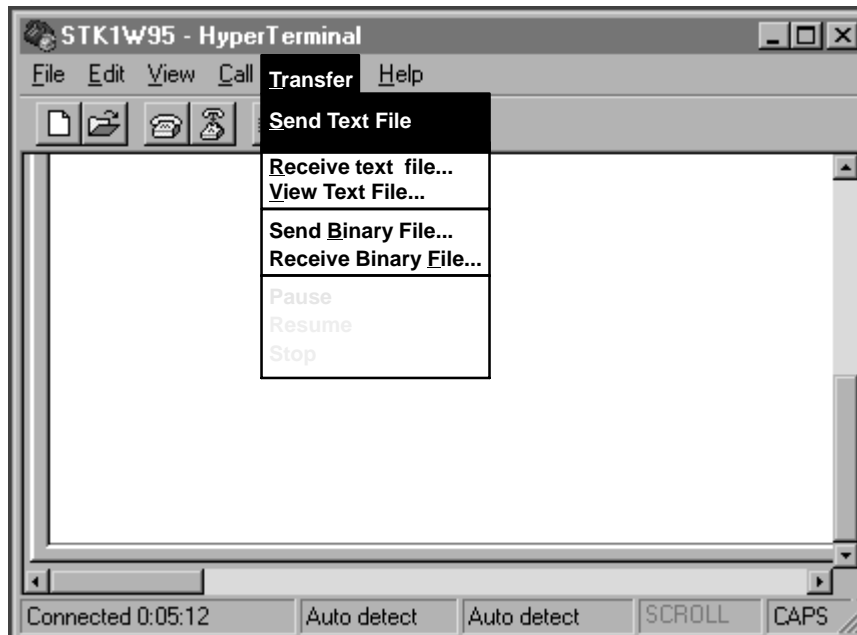 STK1W95 - HyperTerminal
File Edit View Call Transfer Help
Send Text File
Receive text file...
View Text File...
Send Binary File...
Receive Binary File...
Pause
Resume
Stop
Connected 0:05:12 Auto detect Auto detect SCROLL CAPS